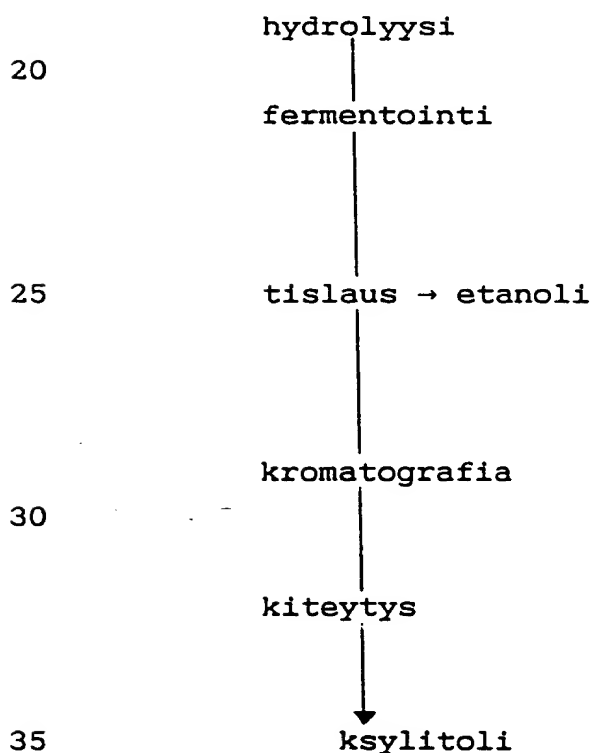 hydrolyysi
20
fermentointi
25 tislaus → etanoli
kromatografia
30
kiteytys
35 ksylitoli